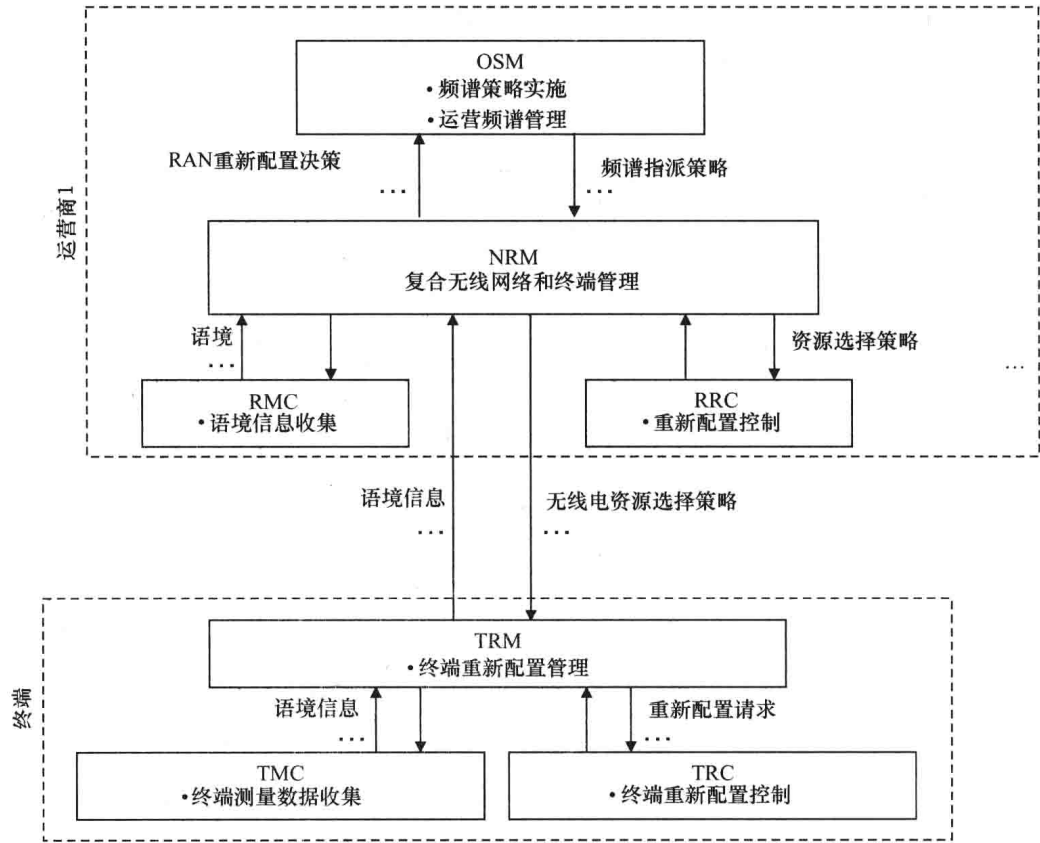 OSM
• 频谱策略实施
• 运营频谱管理
RAN重新配置决策
...
频谱指派策略
...
运营商1
NRM
复合无线网络和终端管理
语境
...
资源选择策略
...
RMC
• 语境信息收集
RRC
• 重新配置控制
语境信息
...
无线电资源选择策略
...
终端
TRM
• 终端重新配置管理
语境信息
...
重新配置请求
...
TMC
• 终端测量数据收集
TRC
• 终端重新配置控制